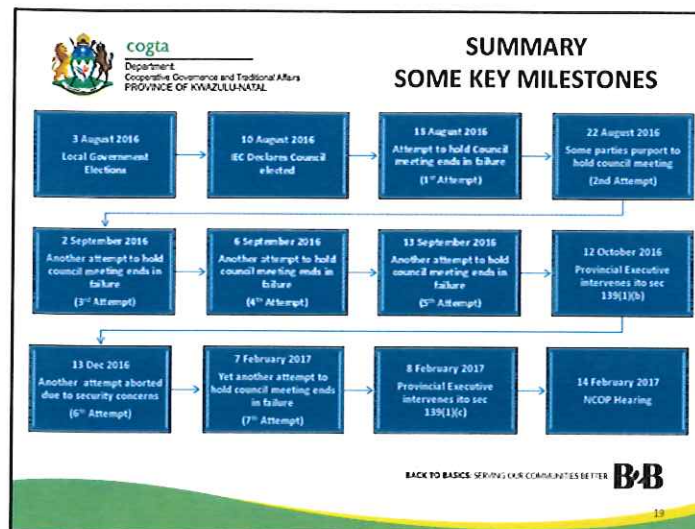 cogta
Department:
Cooperative Governance and Traditional Affairs
PROVINCE OF KWAZULU-NATAL
SUMMARY
SOME KEY MILESTONES
3 August 2016
Local Government
Elections
10 August 2016
IEC Declares Council
elected
18 August 2016
Attempt to hold Council
meeting ends in failure
(1st Attempt)
22 August 2016
Some parties purport to
hold council meeting
(2nd Attempt)
2 September 2016
Another attempt to hold
council meeting ends in
failure
(3rd Attempt)
6 September 2016
Another attempt to hold
council meeting ends in
failure
(4th Attempt)
13 September 2016
Another attempt to hold
council meeting ends in
failure
(5th Attempt)
12 October 2016
Provincial Executive
intervenes ito sec
139(1)(b)
13 Dec 2016
Another attempt aborted
due to security concerns
(6th Attempt)
7 February 2017
Yet another attempt to
hold council meeting ends
in failure
(7th Attempt)
8 February 2017
Provincial Executive
intervenes ito sec
139(1)(c)
14 February 2017
NCOP Hearing
BACK TO BASICS: SERVING OUR COMMUNITIES BETTER B2B
19